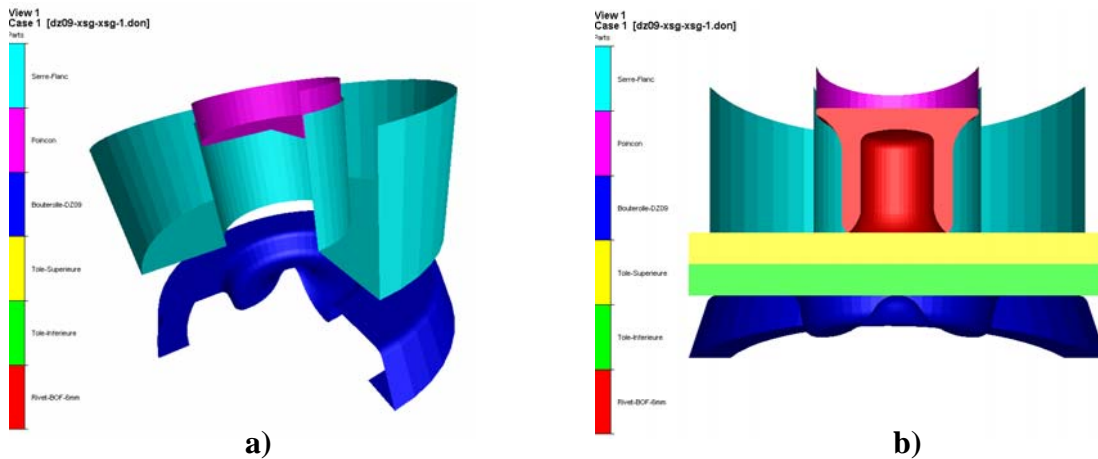 View 1
Case 1 [dz09-xsg-xsg-1.don]
Parts
Serre-Flanc
Poincon
Bouterolle-DZ09
Tole-Superieure
Tole-Inferieure
Rivet-BOF-6mm
a)
View 1
Case 1 [dz09-xsg-xsg-1.don]
Parts
Serre-Flanc
Poincon
Bouterolle-DZ09
Tole-Superieure
Tole-Inferieure
Rivet-BOF-6mm
b)